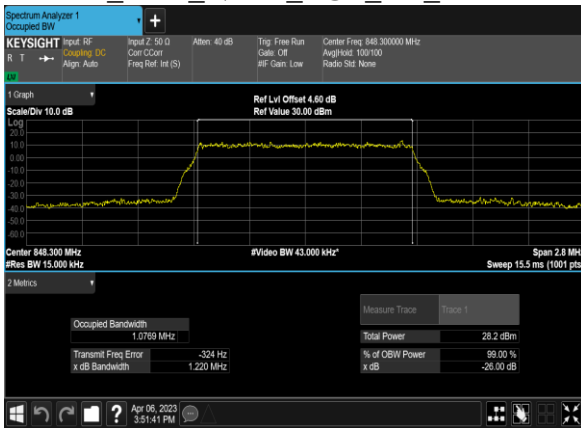 Spectrum Analyzer 1
Occupied BW
+
KEYSIGHT
R T
LV
Input: RF
Coupling: DC
Align: Auto
Input Z: 50 Ω
Corr CCorr
Freq Ref: Int (S)
Atten: 40 dB
Trig: Free Run
Gate: Off
#IF Gain: Low
Center Freq: 848.300000 MHz
Avg|Hold: 100/100
Radio Std: None
1 Graph
Scale/Div 10.0 dB
Ref Lvl Offset 4.60 dB
Ref Value 30.00 dBm
Log
20.0
10.0
0.00
-10.0
-20.0
-30.0
-40.0
-50.0
-60.0
Center 848.300 MHz
#Res BW 15.000 kHz
#Video BW 43.000 kHz*
Span 2.8 MH
Sweep 15.5 ms (1001 pts
2 Metrics
Measure Trace
Trace 1
Occupied Bandwidth
1.0769 MHz
Total Power
28.2 dBm
Transmit Freq Error
-324 Hz
% of OBW Power
99.00 %
x dB Bandwidth
1.220 MHz
x dB
-26.00 dB
?
Apr 06, 2023
3:51:41 PM